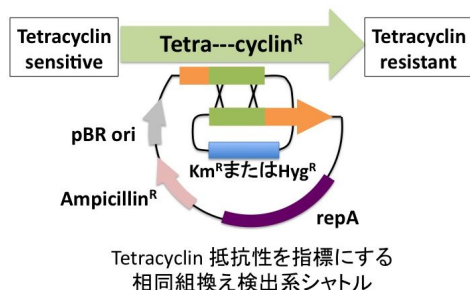 Tetracyclin
sensitive
Tetra---cyclinᴿ
Tetracyclin
resistant
pBR ori
KmᴿまたはHygᴿ
Ampicillinᴿ
repA
Tetracyclin 抵抗性を指標にする
相同組換え検出系シャトル